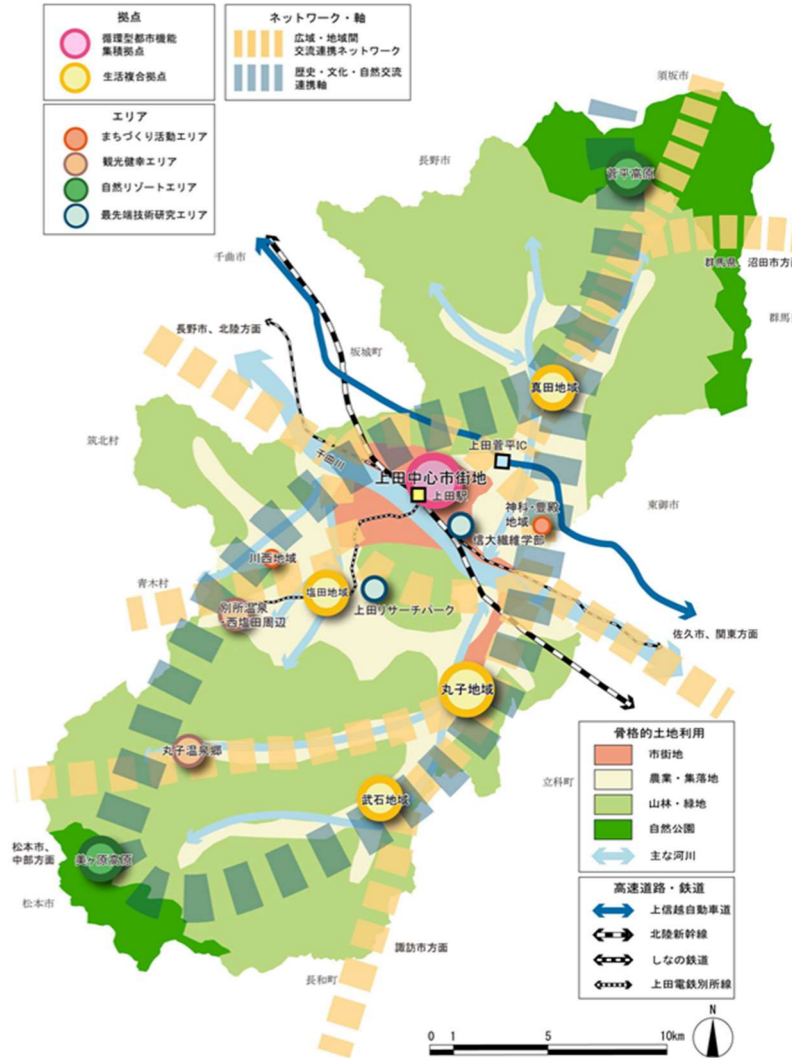 拠点
循環型都市機能
集積拠点
生活複合拠点
ネットワーク・軸
広域・地域間
交流連携ネットワーク
歴史・文化・自然交流
連携軸
エリア
まちづくり活動エリア
観光健幸エリア
自然リゾートエリア
最先端技術研究エリア
須坂市
長野市
菅平高原
千曲市
群馬県、沼田市方面
群馬
長野市、北陸方面
坂城町
真田地域
筑北村
上田菅平IC
千曲川
上田中心市街地
上田駅
神科・豊殿
地域
東御市
信大繊維学部
川西地域
青木村
塩田地域
上田リサーチパーク
別所温泉
・西塩田周辺
佐久市、関東方面
丸子地域
丸子温泉郷
立科町
武石地域
松本市、
中部方面
美ヶ原高原
松本市
諏訪市方面
長和町
骨格的土地利用
市街地
農業・集落地
山林・緑地
自然公園
主な河川
高速道路・鉄道
上信越自動車道
北陸新幹線
しなの鉄道
上田電鉄別所線
N
0 1 5 10km